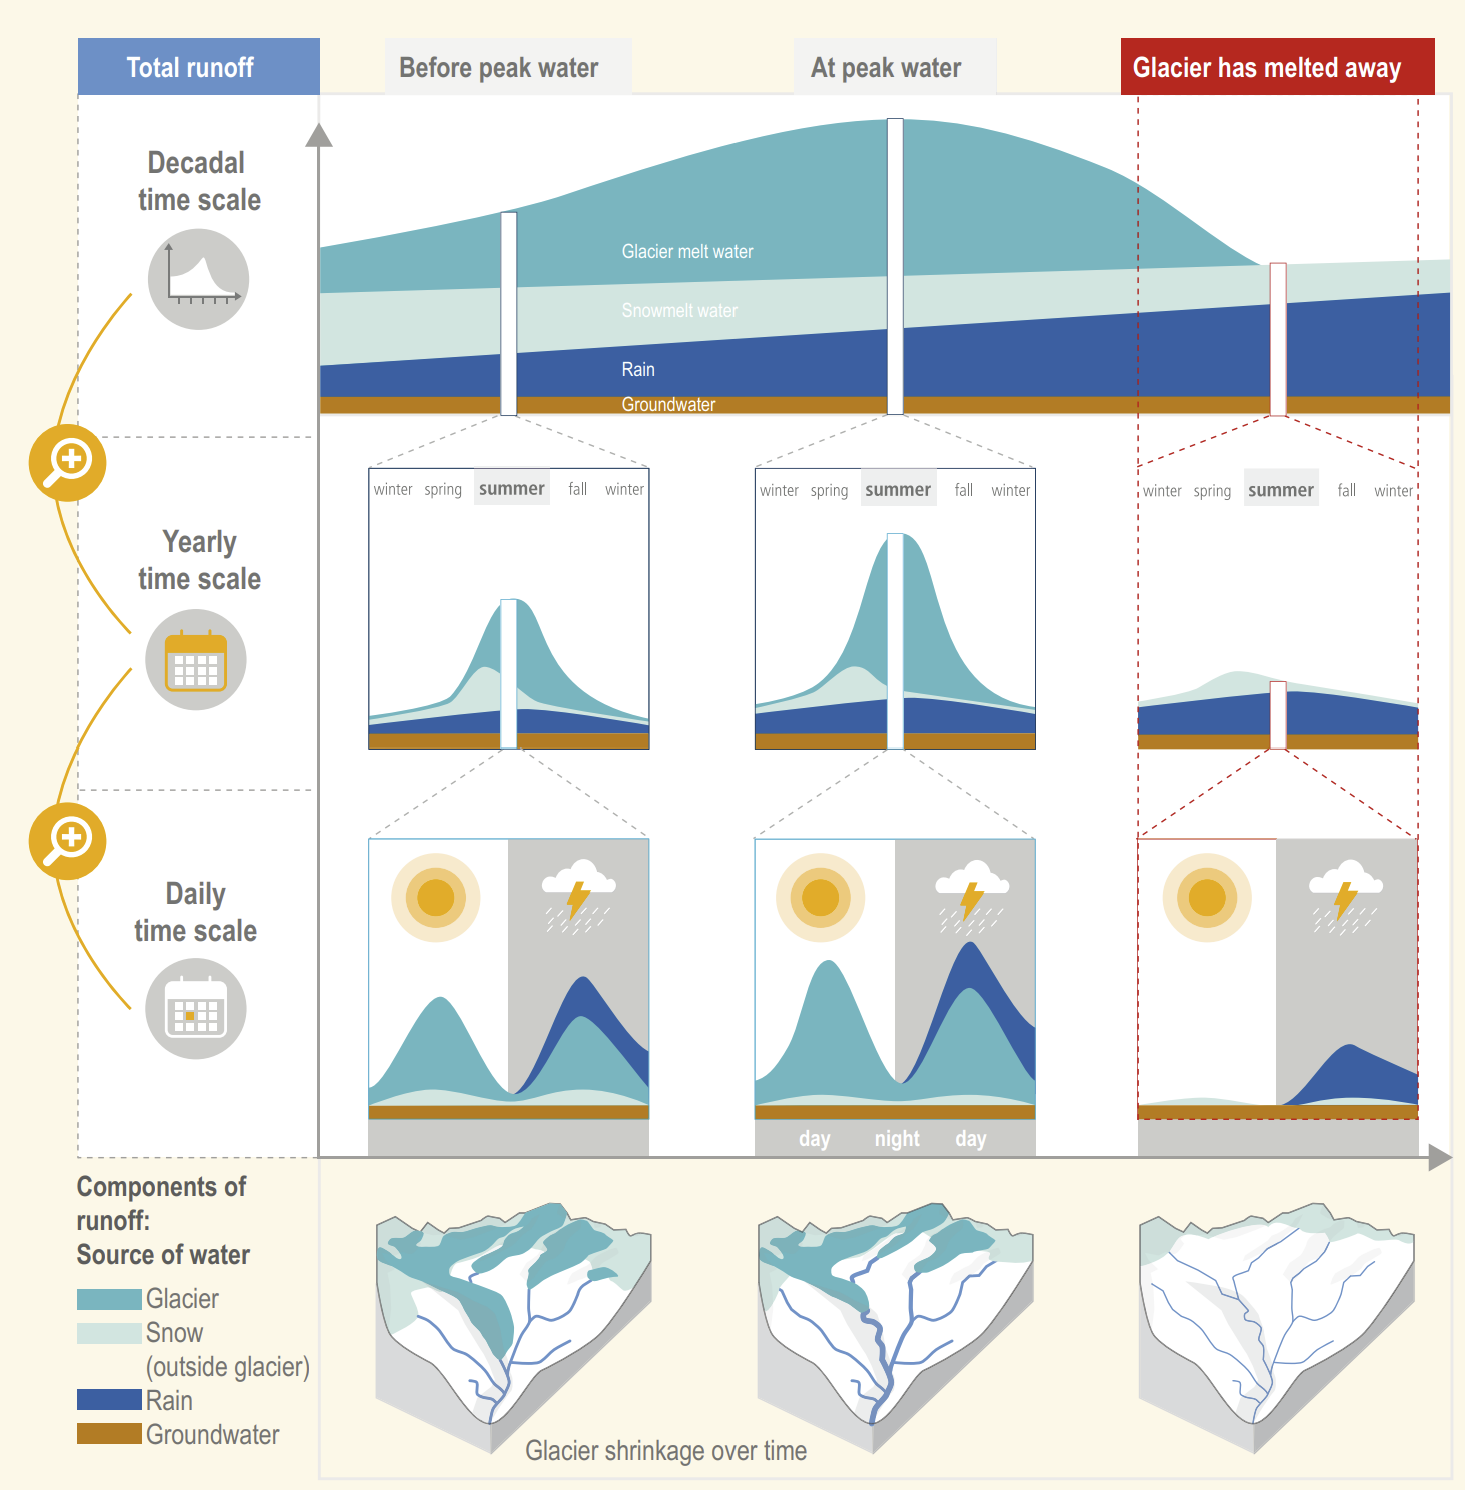 Total runoff
Before peak water
At peak water
Glacier has melted away
Decadal
time scale
Glacier melt water
Snowmelt water
Rain
Groundwater
Yearly
time scale
winter spring summer fall winter
winter spring summer fall winter
winter spring summer fall winter
Daily
time scale
day night day
Components of
runoff:
Source of water
Glacier
Snow
(outside glacier)
Rain
Groundwater
Glacier shrinkage over time